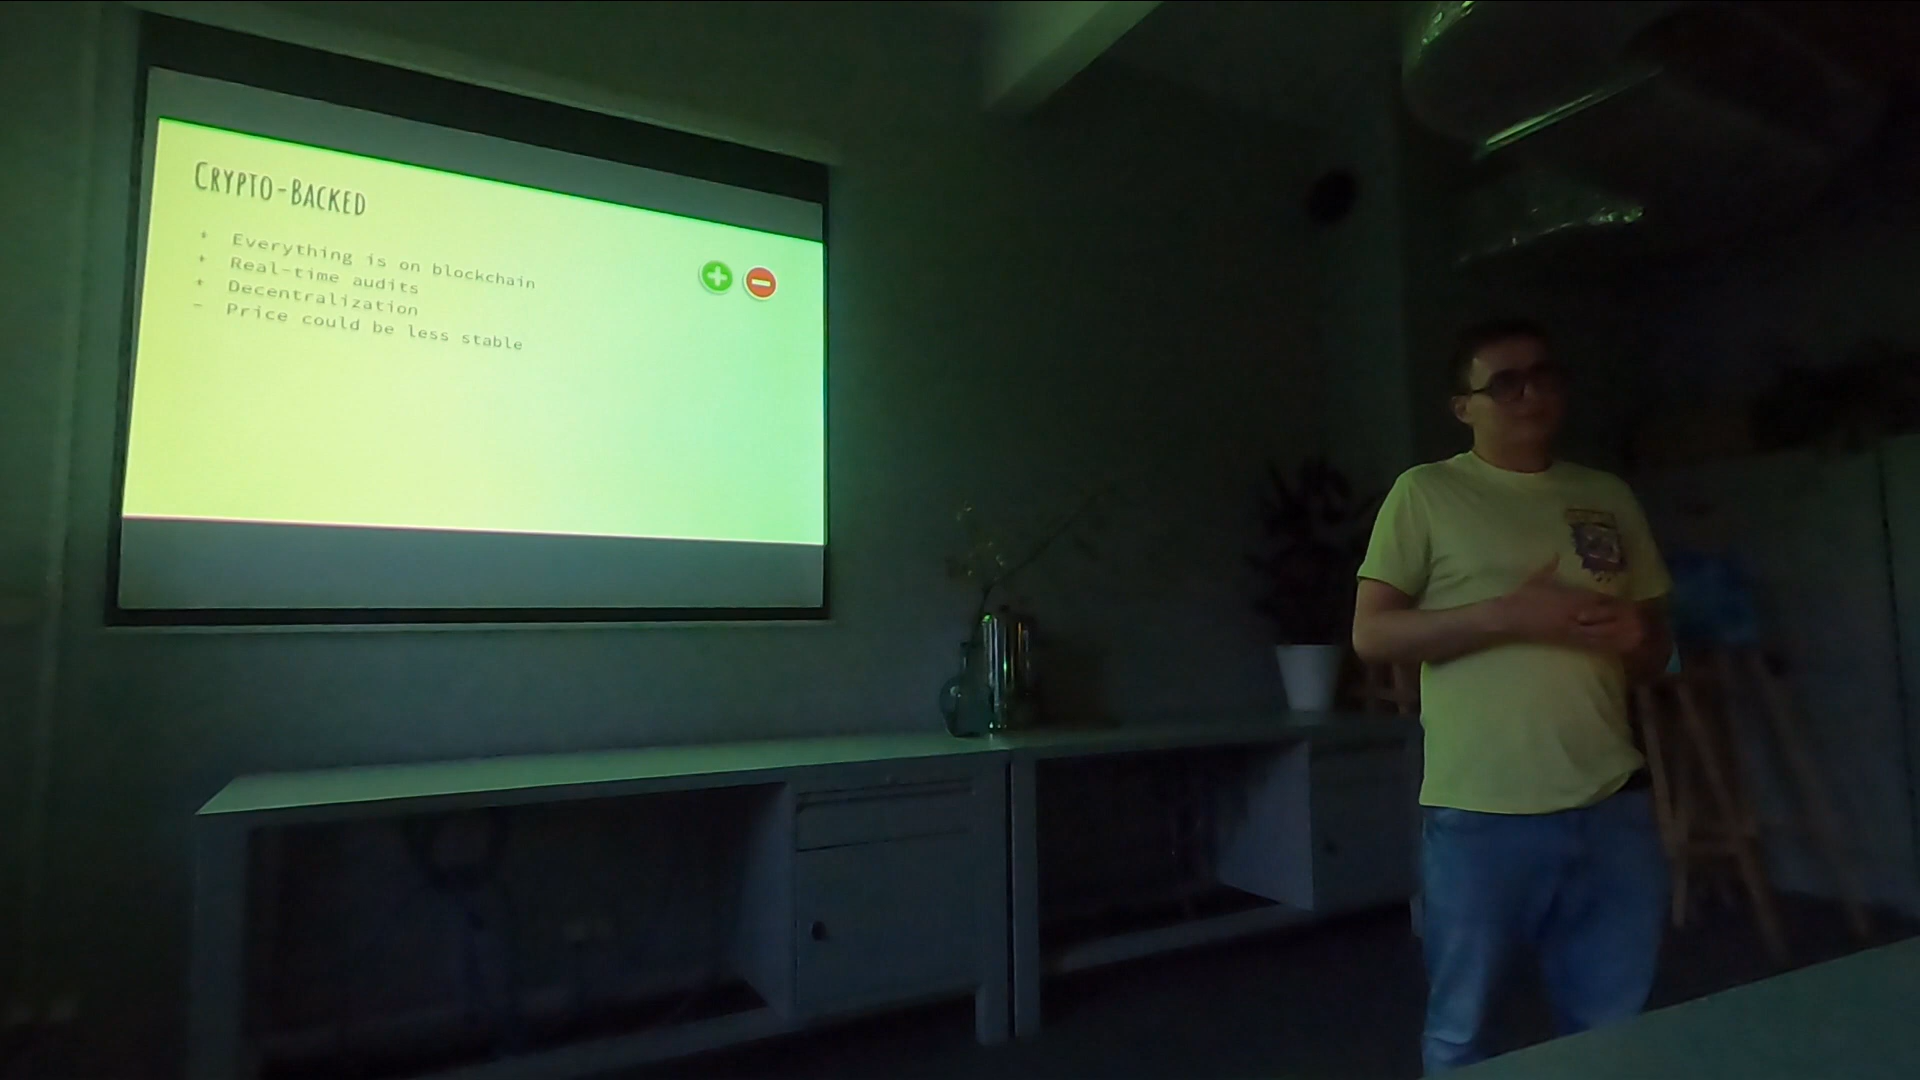 CRYPTO-BACKED
+ Everything is on blockchain
+ Real-time audits
+ Decentralization
- Price could be less stable